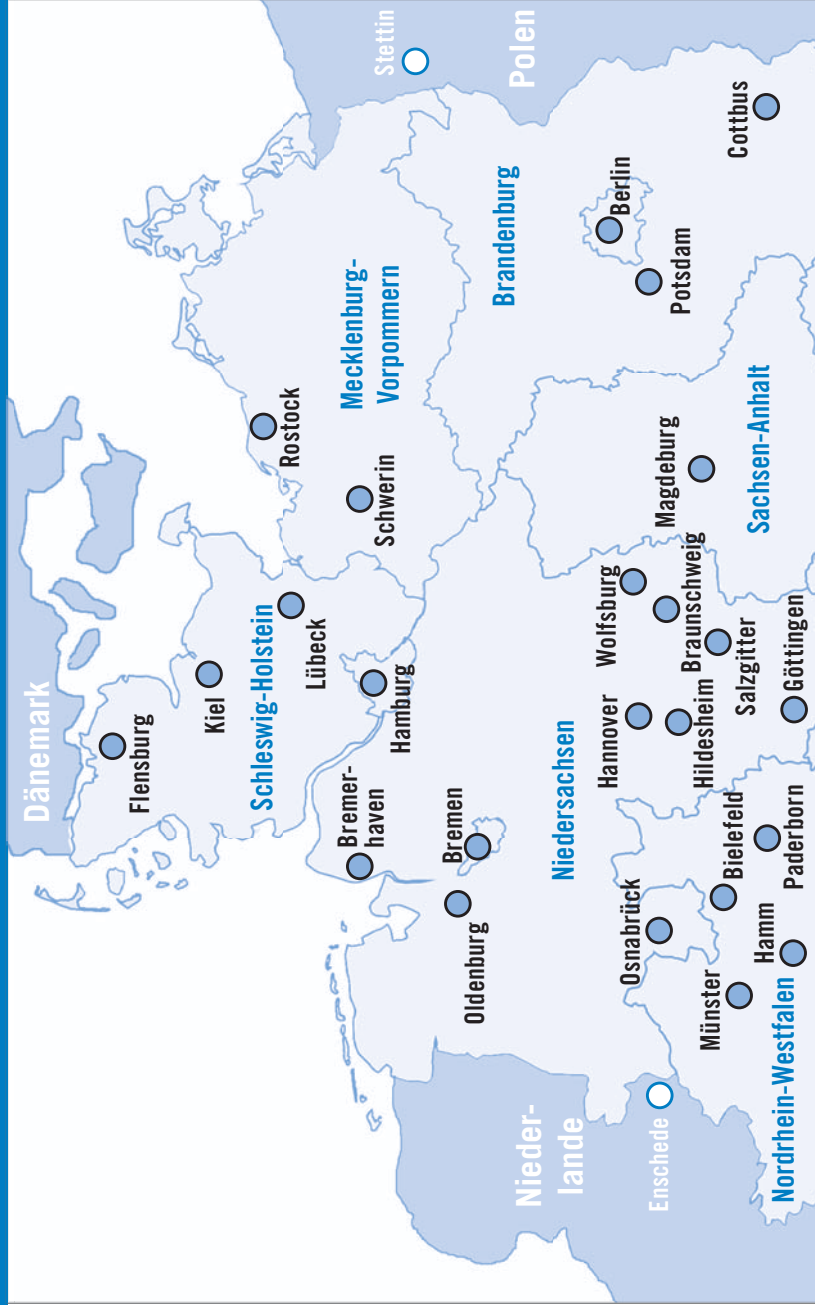 Dänemark
Flensburg
Kiel
Schleswig-Holstein
Lübeck
Hamburg
Bremer-
haven
Bremen
Oldenburg
Rostock
Schwerin
Mecklenburg-
Vorpommern
Stettin
Polen
Brandenburg
Berlin
Potsdam
Cottbus
Nieder-
lande
Enschede
Niedersachsen
Osnabrück
Hannover
Wolfsburg
Braunschweig
Hildesheim
Salzgitter
Göttingen
Magdeburg
Sachsen-Anhalt
Münster
Bielefeld
Hamm
Paderborn
Nordrhein-Westfalen